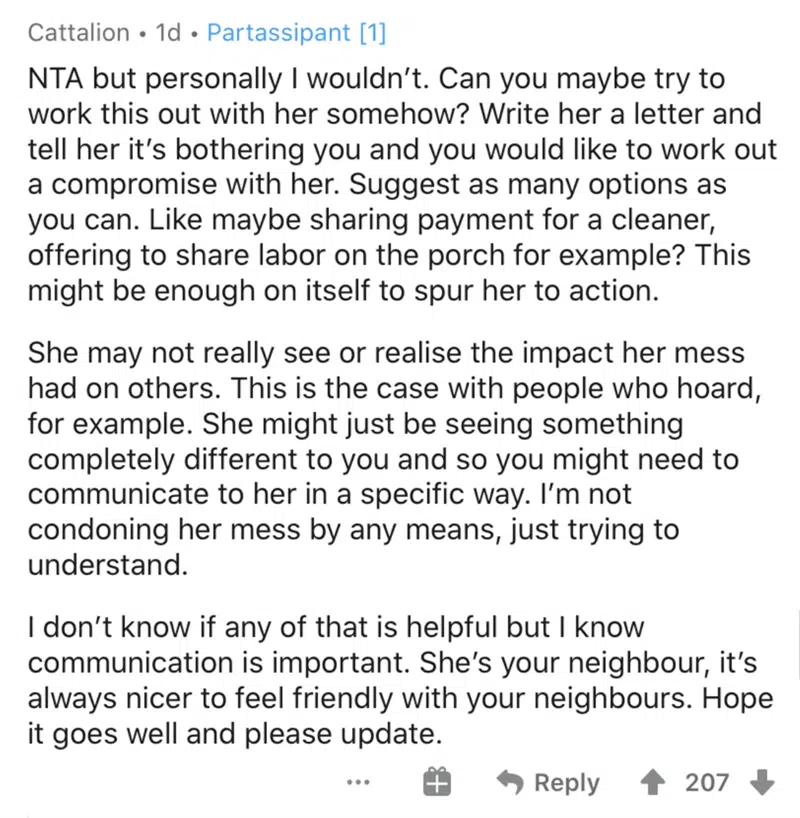 Cattalion • 1d • Partassipant [1]
NTA but personally I wouldn’t. Can you maybe try to
work this out with her somehow? Write her a letter and
tell her it’s bothering you and you would like to work out
a compromise with her. Suggest as many options as
you can. Like maybe sharing payment for a cleaner,
offering to share labor on the porch for example? This
might be enough on itself to spur her to action.
She may not really see or realise the impact her mess
had on others. This is the case with people who hoard,
for example. She might just be seeing something
completely different to you and so you might need to
communicate to her in a specific way. I’m not
condoning her mess by any means, just trying to
understand.
I don’t know if any of that is helpful but I know
communication is important. She’s your neighbour, it’s
always nicer to feel friendly with your neighbours. Hope
it goes well and please update.
Reply 207